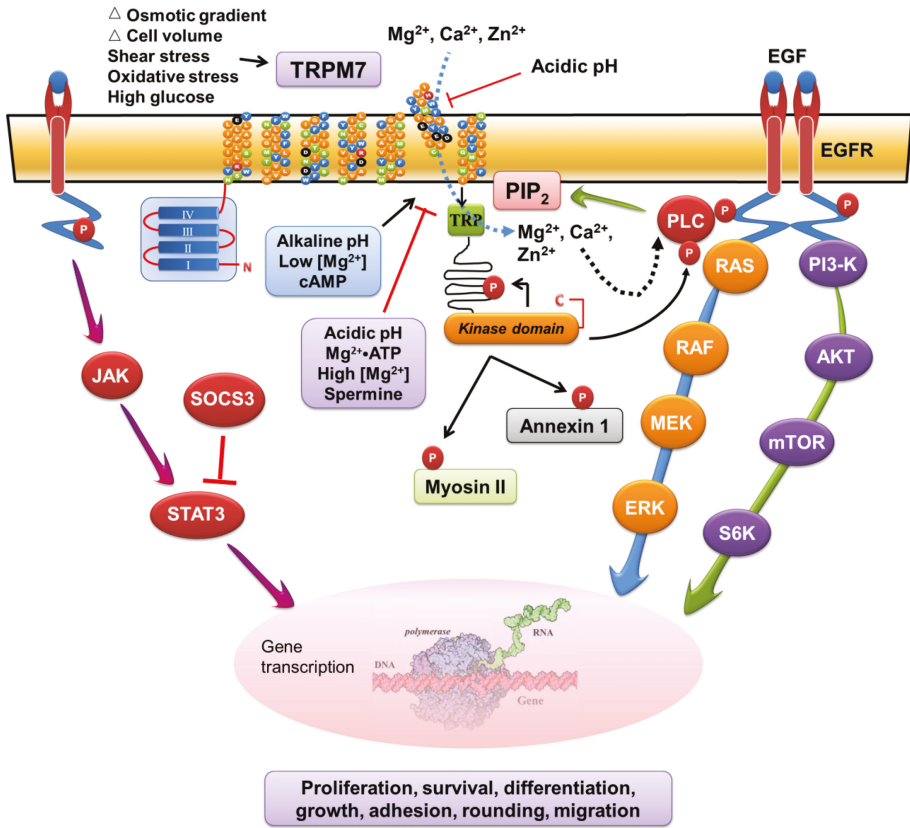 △ Osmotic gradient
△ Cell volume
Shear stress
Oxidative stress
High glucose
TRPM7
Mg²⁺, Ca²⁺, Zn²⁺
Acidic pH
EGF
EGFR
PIP₂
P
IV
III
II
I
N
Alkaline pH
Low [Mg²⁺]
cAMP
TRP
Mg²⁺, Ca²⁺,
Zn²⁺
PLC
P
P
P
RAS
PI3-K
P
C
Kinase domain
Acidic pH
Mg²⁺•ATP
High [Mg²⁺]
Spermine
JAK
SOCS3
RAF
AKT
P
Annexin 1
MEK
mTOR
P
Myosin II
STAT3
ERK
S6K
Gene
transcription
polymerase
RNA
DNA
Gene
Proliferation, survival, differentiation,
growth, adhesion, rounding, migration